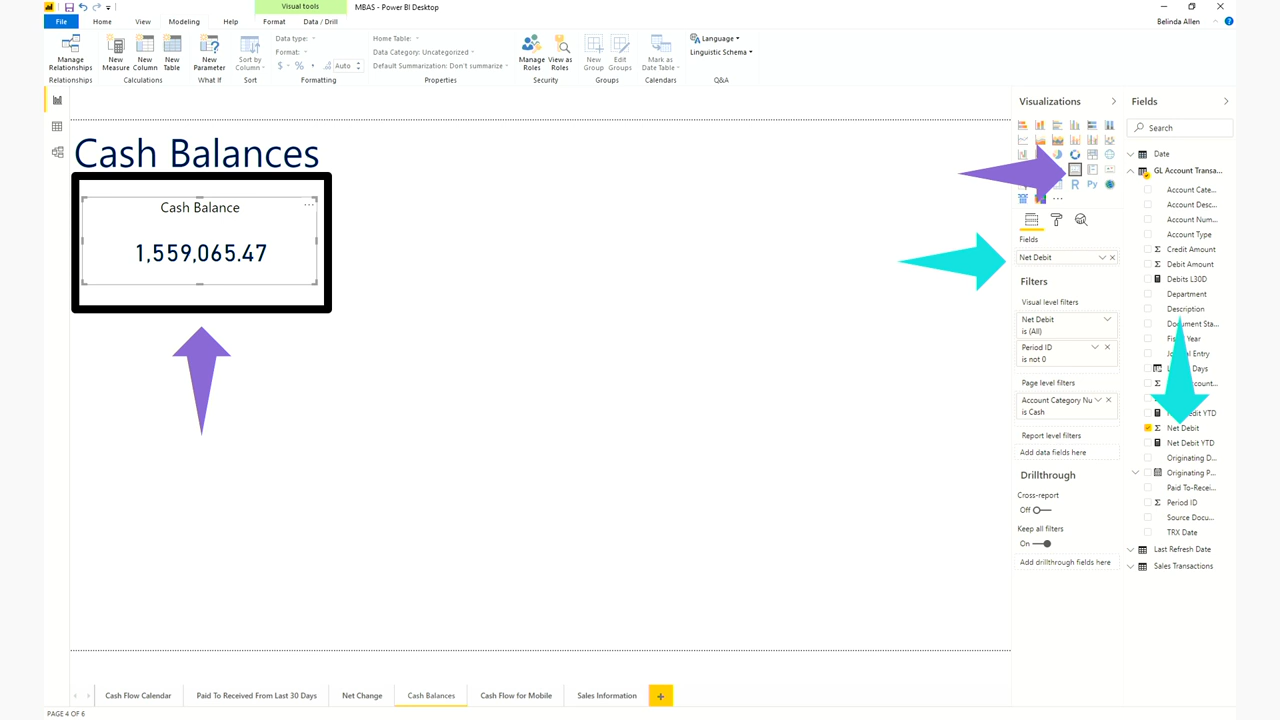 Visual tools
MBAS - Power BI Desktop
File
Home
View
Modeling
Help
Format
Data / Drill
Belinda Allen
Manage Relationships
New Measure
New Column
New Table
New Parameter
Sort by Column
Data type:
Format:
$ % , Auto
Home Table:
Data Category: Uncategorized
Default Summarization: Don't summarize
Manage Roles
View as Roles
New Group
Edit Groups
Mark as Date Table
Language
Linguistic Schema
Relationships
Calculations
What If
Sort
Formatting
Properties
Security
Groups
Calendars
Q&A
Cash Balances
Cash Balance
1,559,065.47
Visualizations
R Py
Fields
Net Debit
Filters
Visual level filters
Net Debit
is (All)
Period ID
is not 0
Page level filters
Account Category Nu
is Cash
Report level filters
Add data fields here
Drillthrough
Cross-report
Off
Keep all filters
On
Add drillthrough fields here
Fields
Search
Date
GL Account Transa...
Account Cate...
Account Desc...
Account Num...
Account Type
Credit Amount
Debit Amount
Debits L30D
Department
Description
Document Sta...
Net Debit
Net Debit YTD
Originating D...
Originating P...
Paid To-Recei...
Period ID
Source Docu...
TRX Date
Last Refresh Date
Sales Transactions
Cash Flow Calendar
Paid To Received From Last 30 Days
Net Change
Cash Balances
Cash Flow for Mobile
Sales Information
PAGE 4 OF 6